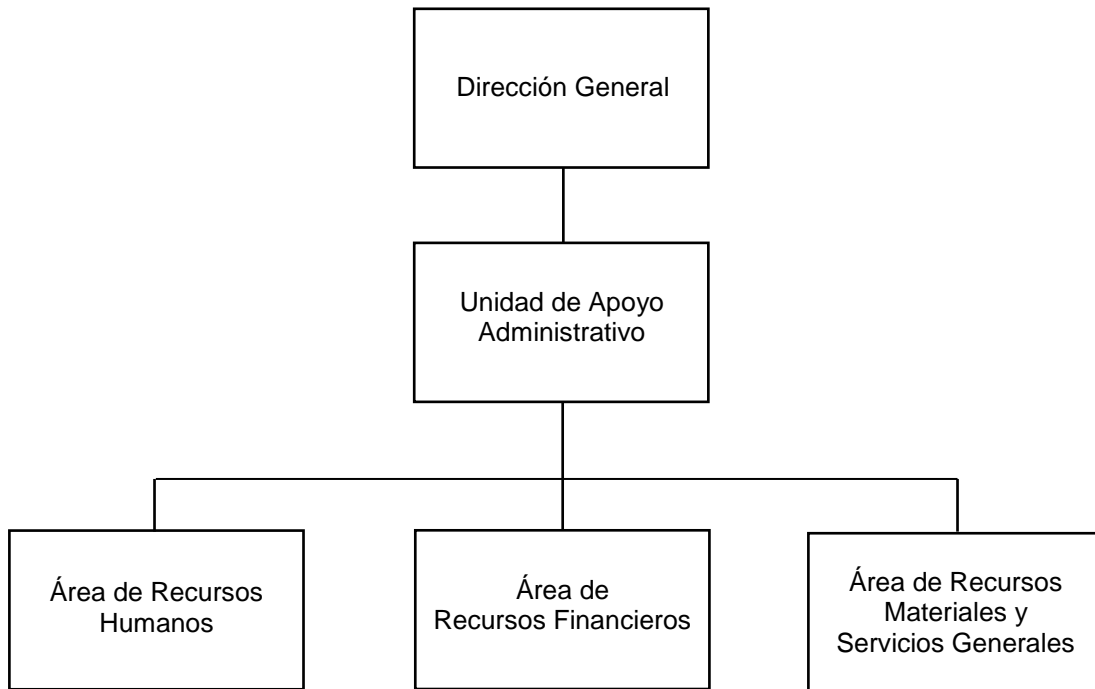 Dirección General
Unidad de Apoyo
Administrativo
Área de Recursos
Humanos
Área de
Recursos Financieros
Área de Recursos
Materiales y
Servicios Generales